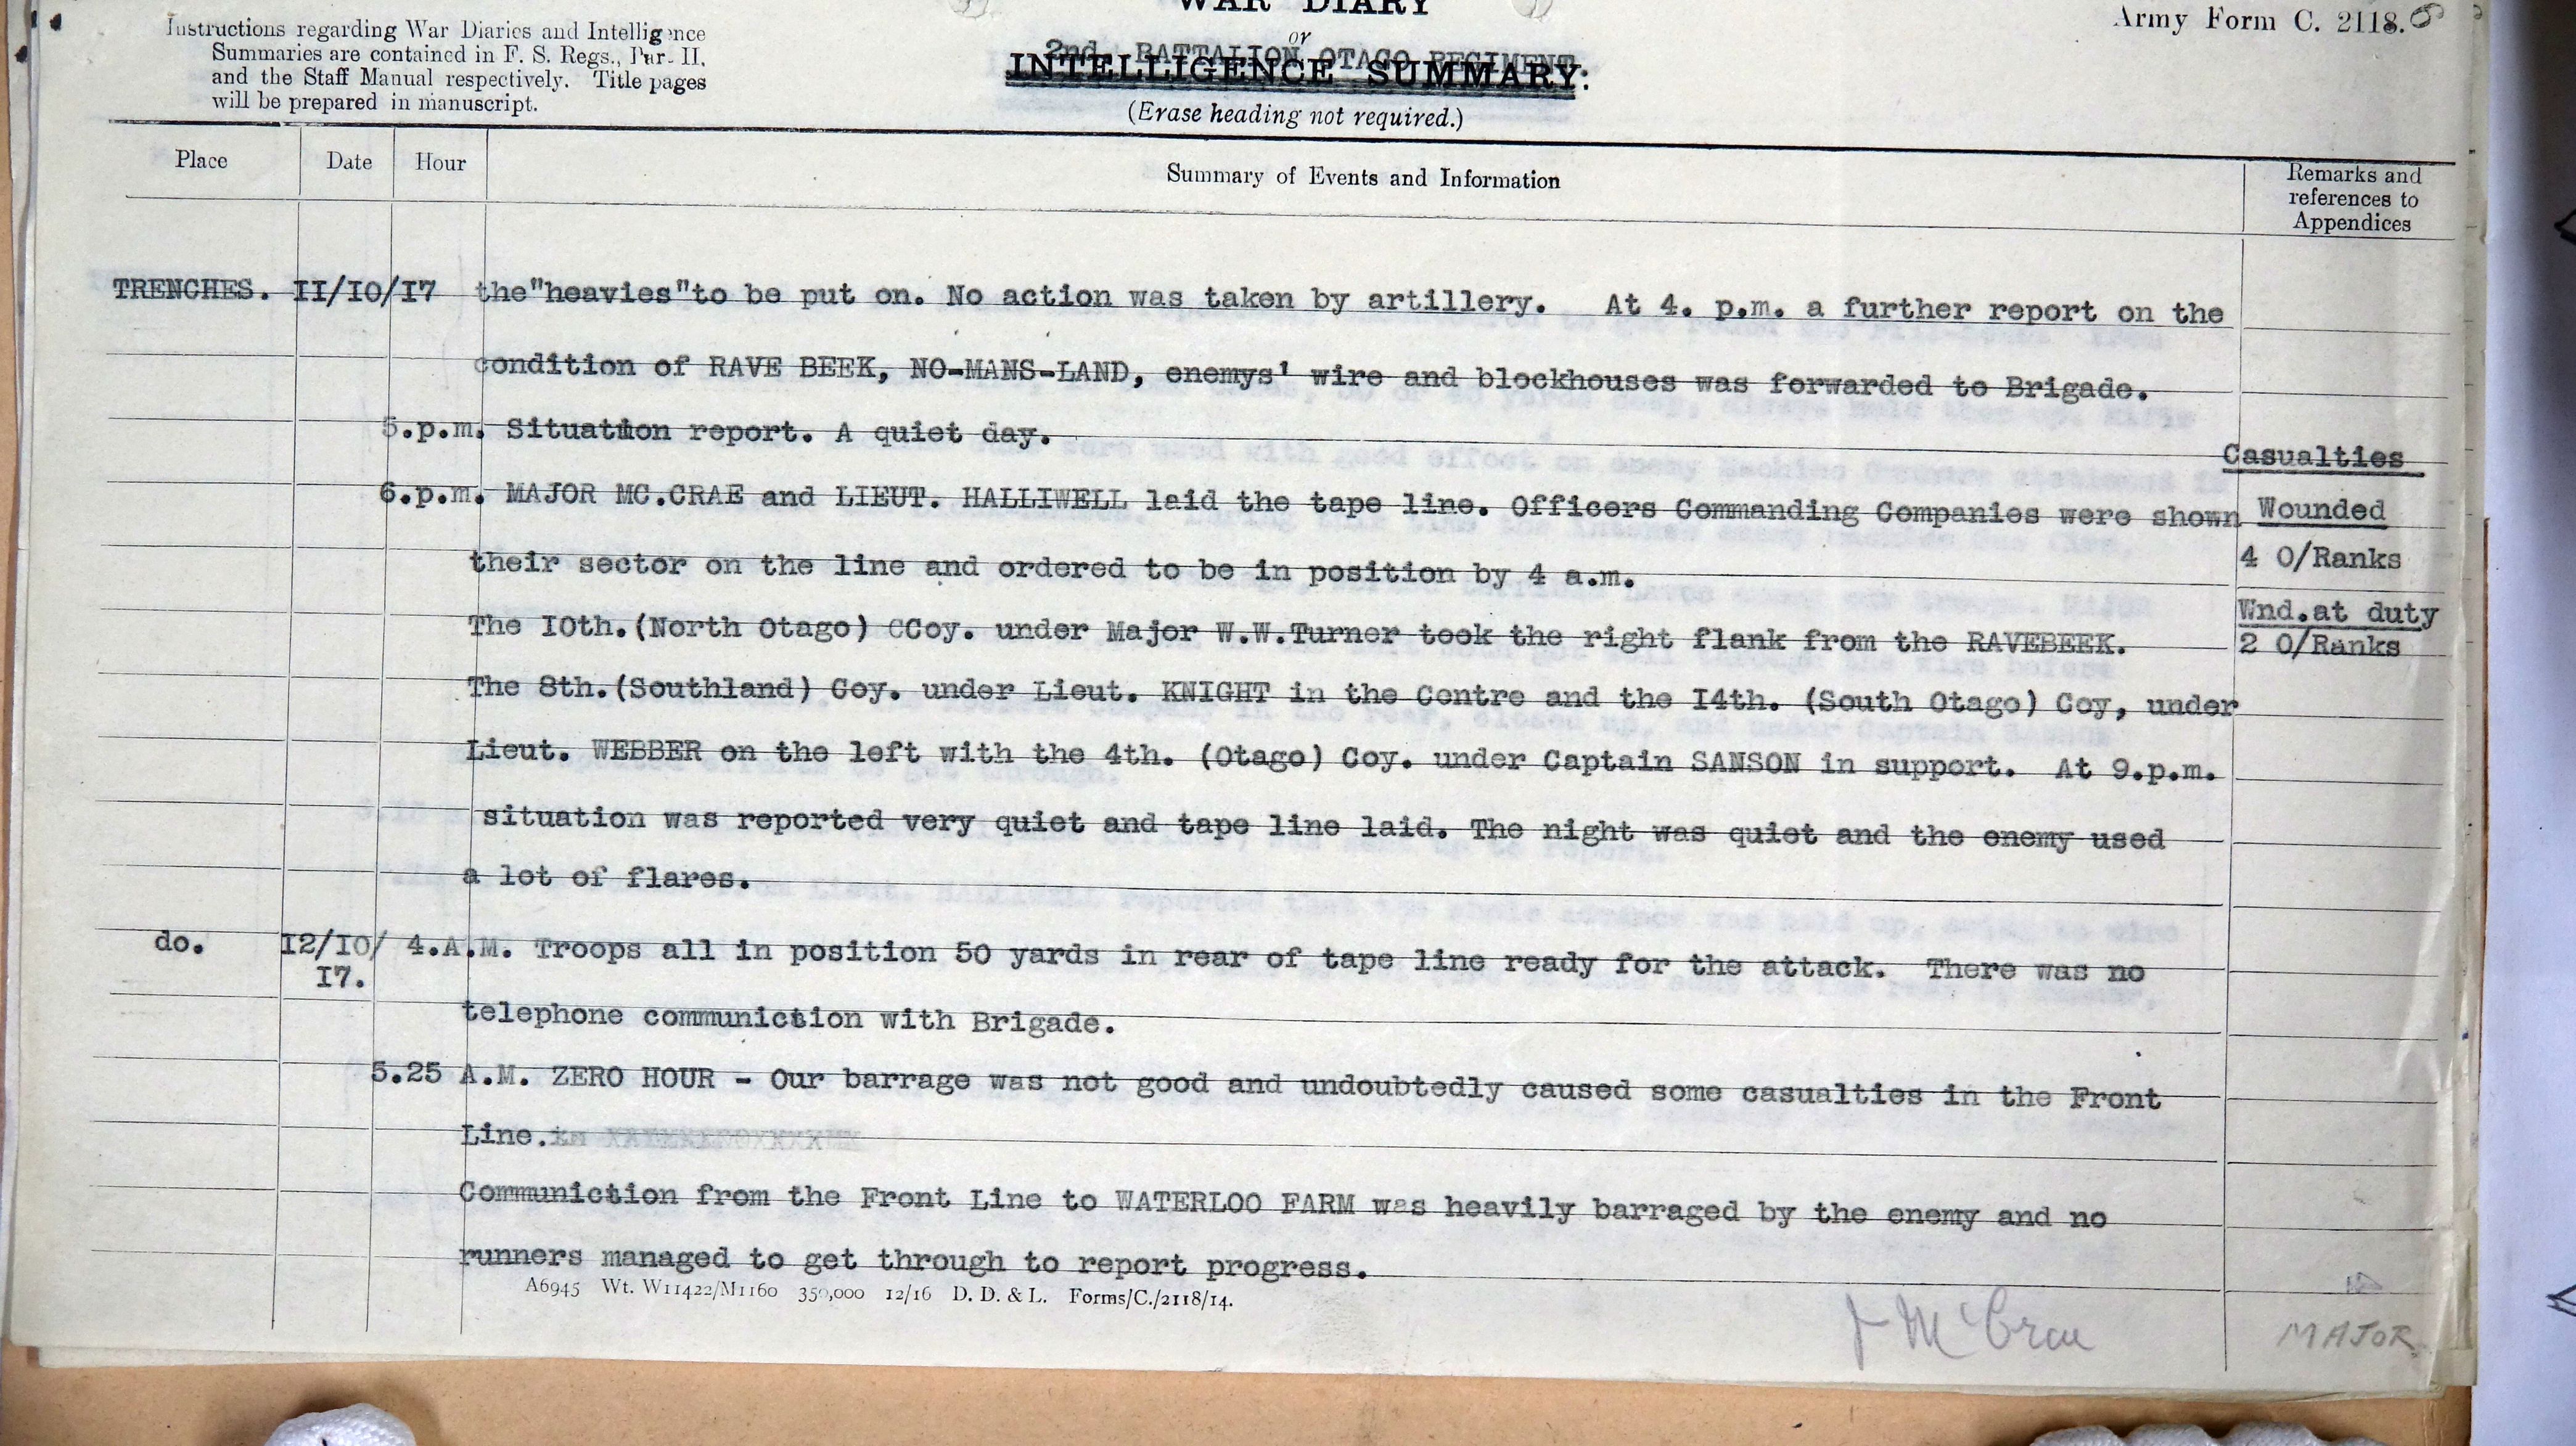 Instructions regarding War Diaries and Intelligence
Summaries are contained in F. S. Regs., Par. II.
and the Staff Manual respectively. Title pages
will be prepared in manuscript.
WAR DIARY
or
2nd. BATTALION OTAGO REGIMENT.
INTELLIGENCE SUMMARY:
(Erase heading not required.)
Army Form C. 2118.
Place Date Hour Summary of Events and Information Remarks and references to Appendices
TRENCHES. II/IO/I7 the"heavies"to be put on. No action was taken by artillery. At 4. p.m. a further report on the
condition of RAVE BEEK, NO-MANS-LAND, enemys' wire and blockhouses was forwarded to Brigade.
5.p.m. Situation report. A quiet day.
6.p.m. MAJOR MC.CRAE and LIEUT. HALLIWELL laid the tape line. Officers Commanding Companies were shown
their sector on the line and ordered to be in position by 4 a.m.
The IOth.(North Otago) CCoy. under Major W.W.Turner took the right flank from the RAVEBEEK.
The 8th.(Southland) Coy. under Lieut. KNIGHT in the Centre and the I4th. (South Otago) Coy, under
Lieut. WEBBER on the left with the 4th. (Otago) Coy. under Captain SANSON in support. At 9.p.m.
situation was reported very quiet and tape line laid. The night was quiet and the enemy used
a lot of flares.
Casualties
Wounded
4 O/Ranks
Wnd.at duty
2 O/Ranks
do. I2/IO/ 4.A.M. Troops all in position 50 yards in rear of tape line ready for the attack. There was no
I7.
telephone communiction with Brigade.
5.25 A.M. ZERO HOUR - Our barrage was not good and undoubtedly caused some casualties in the Front
Line.
Communiction from the Front Line to WATERLOO FARM was heavily barraged by the enemy and no
runners managed to get through to report progress.
A6945 Wt. W11422/M1160 350,000 12/16 D. D. & L. Forms/C./2118/14.
J McCrae
MAJOR